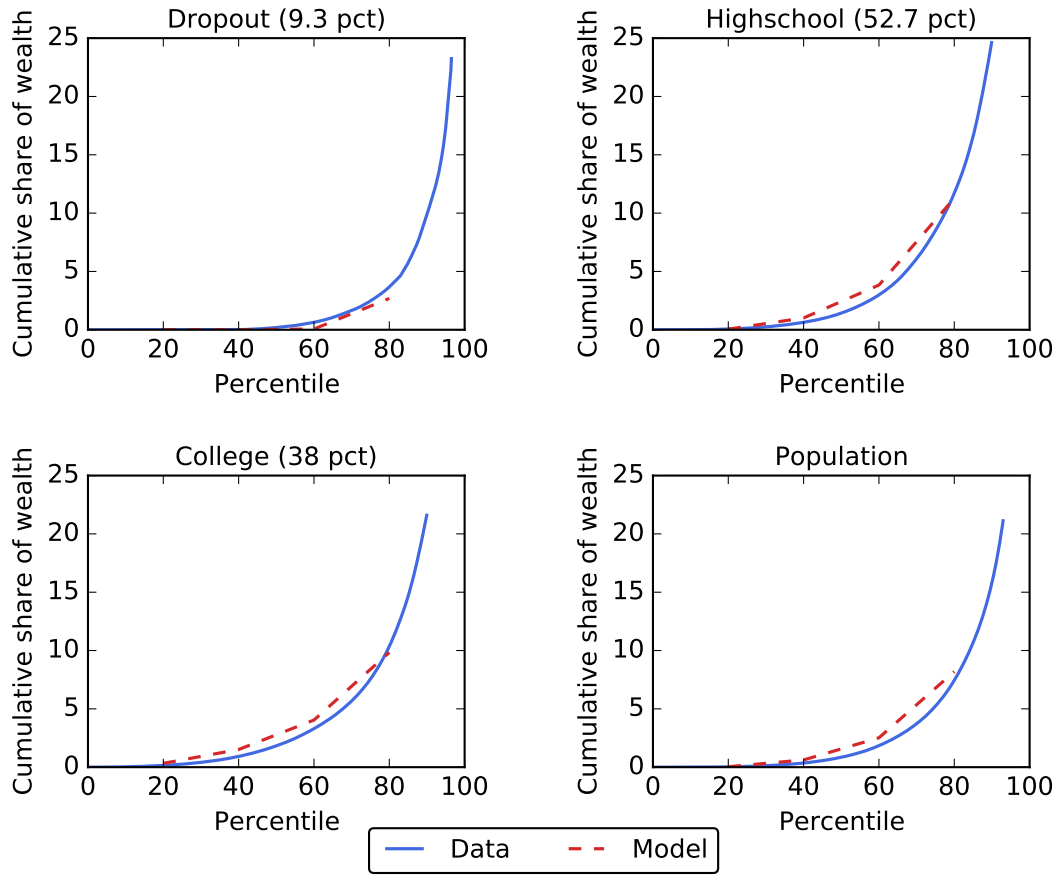 Dropout (9.3 pct)
Cumulative share of wealth
25
20
15
10
5
0
0 20 40 60 80 100
Percentile
Highschool (52.7 pct)
Cumulative share of wealth
25
20
15
10
5
0
0 20 40 60 80 100
Percentile
College (38 pct)
Cumulative share of wealth
25
20
15
10
5
0
0 20 40 60 80 100
Percentile
Population
Cumulative share of wealth
25
20
15
10
5
0
0 20 40 60 80 100
Percentile
Data Model